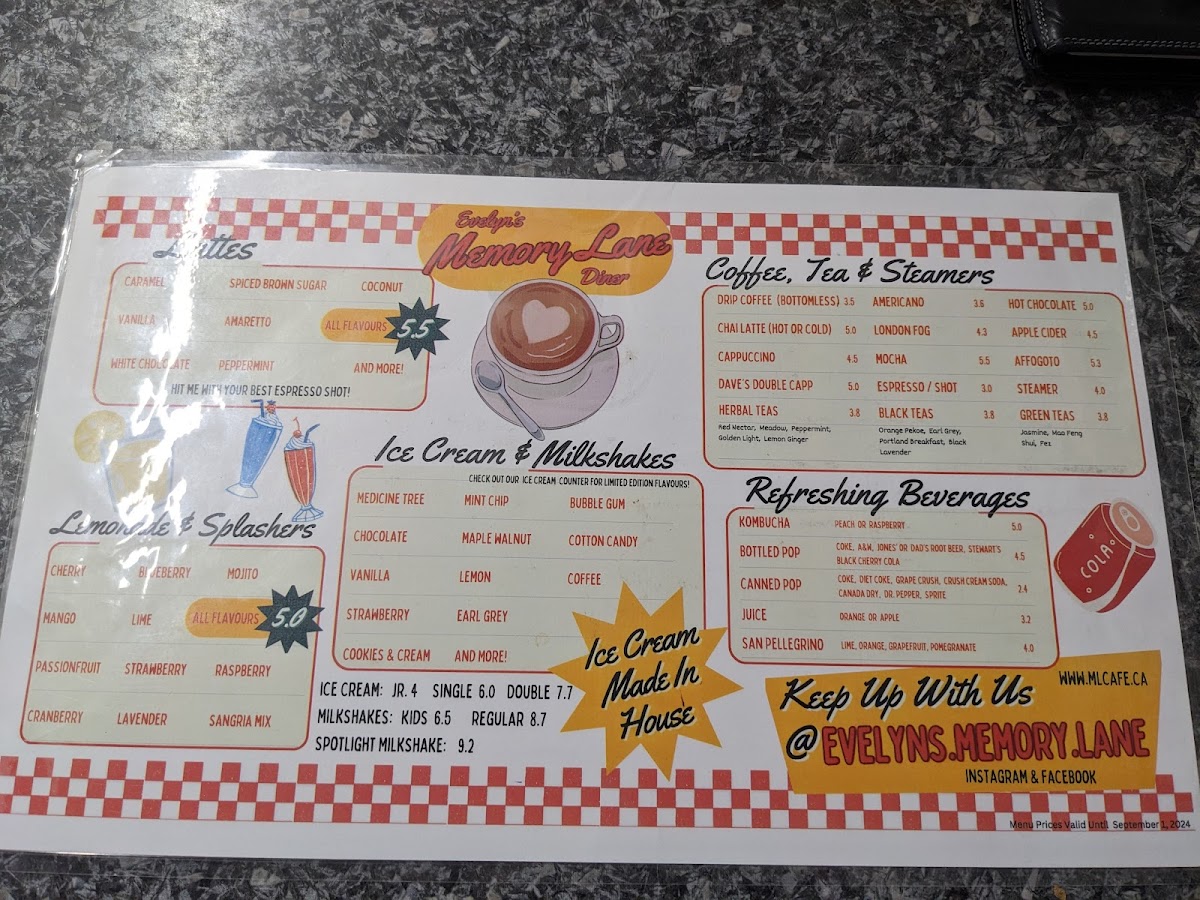 Evelyn's
Memory Lane
Diner
Lattes
CARAMEL SPICED BROWN SUGAR COCONUT
VANILLA AMARETTO ALL FLAVOURS 5.5
WHITE CHOCOLATE PEPPERMINT AND MORE!
HIT ME WITH YOUR BEST ESPRESSO SHOT!
Lemonade & Splashers
CHERRY BLUEBERRY MOJITO
MANGO LIME ALL FLAVOURS 5.0
PASSIONFRUIT STRAWBERRY RASPBERRY
CRANBERRY LAVENDER SANGRIA MIX
Ice Cream & Milkshakes
CHECK OUT OUR ICE CREAM COUNTER FOR LIMITED EDITION FLAVOURS!
MEDICINE TREE MINT CHIP BUBBLE GUM
CHOCOLATE MAPLE WALNUT COTTON CANDY
VANILLA LEMON COFFEE
STRAWBERRY EARL GREY
COOKIES & CREAM AND MORE!
ICE CREAM: JR. 4 SINGLE 6.0 DOUBLE 7.7
MILKSHAKES: KIDS 6.5 REGULAR 8.7
SPOTLIGHT MILKSHAKE: 9.2
Ice Cream
Made In
House
Coffee, Tea & Steamers
DRIP COFFEE (BOTTOMLESS) 3.5 AMERICANO 3.6 HOT CHOCOLATE 5.0
CHAI LATTE (HOT OR COLD) 5.0 LONDON FOG 4.3 APPLE CIDER 4.5
CAPPUCCINO 4.5 MOCHA 5.5 AFFOGOTO 5.3
DAVE'S DOUBLE CAPP 5.0 ESPRESSO / SHOT 3.0 STEAMER 4.0
HERBAL TEAS 3.8 BLACK TEAS 3.8 GREEN TEAS 3.8
Red Nectar, Meadow, Peppermint,
Golden Light, Lemon Ginger
Orange Pekoe, Earl Grey,
Portland Breakfast, Black
Lavender
Jasmine, Mao Feng
Shui, Pez
Refreshing Beverages
KOMBUCHA PEACH OR RASPBERRY 5.0
BOTTLED POP COKE, A&W, JONES' OR DAD'S ROOT BEER, STEWART'S
BLACK CHERRY COLA 4.5
CANNED POP COKE, DIET COKE, GRAPE CRUSH, CRUSH CREAM SODA,
CANADA DRY, DR. PEPPER, SPRITE 2.4
JUICE ORANGE OR APPLE 3.2
SAN PELLEGRINO LIME, ORANGE, GRAPEFRUIT, POMEGRANATE 4.0
COLA
WWW.MLCAFE.CA
Keep Up With Us
@EVELYNS.MEMORY.LANE
INSTAGRAM & FACEBOOK
Menu Prices Valid Until September 1, 2024